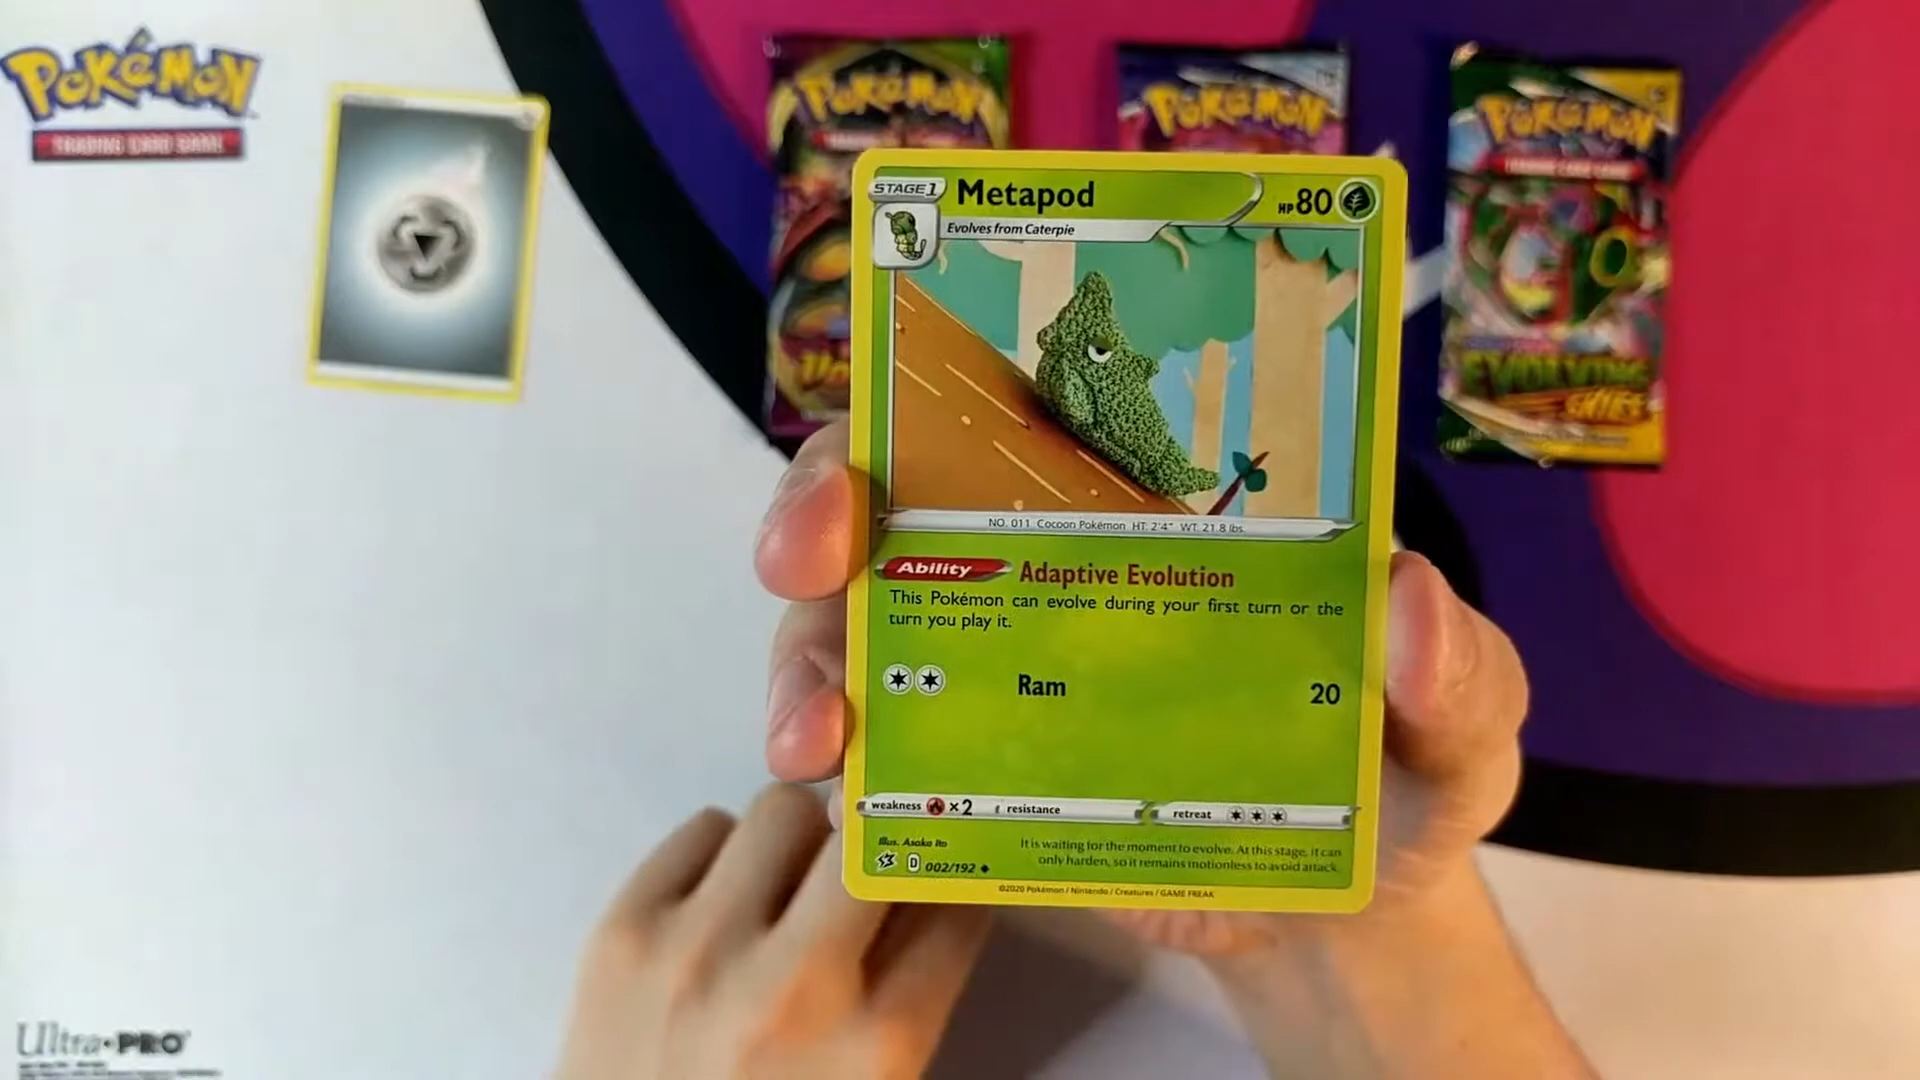 Pokémon
TRADING CARD GAME
Pokémon
Pokémon
Pokémon
TRADING CARD GAME
EVOLVING
SKIES
STAGE 1
Metapod
HP 80
Evolves from Caterpie
NO. 011 Cocoon Pokémon HT: 2'4" WT: 21.8 lbs.
Ability
Adaptive Evolution
This Pokémon can evolve during your first turn or the
turn you play it.
Ram
20
weakness ×2
resistance
retreat
Illus. Asako Ito
D 002/192
It is waiting for the moment to evolve. At this stage, it can
only harden, so it remains motionless to avoid attack.
©2020 Pokémon / Nintendo / Creatures / GAME FREAK
Ultra•PRO